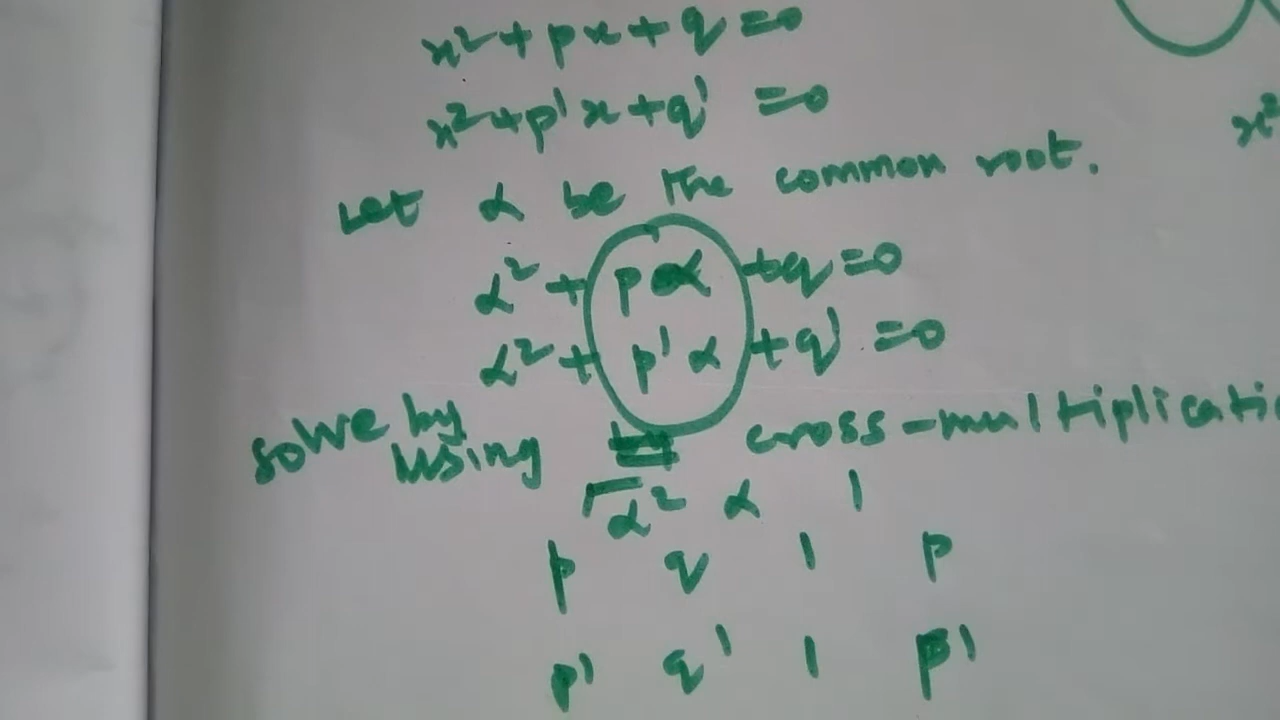 x²+px+q=0
x²+p'x+q'=0
x²
Let α be the common root.
α²+pα+q=0
α²+p'α+q'=0
solve by using cross-multiplicati
α² α 1
p q 1 p
p' q' 1 p'